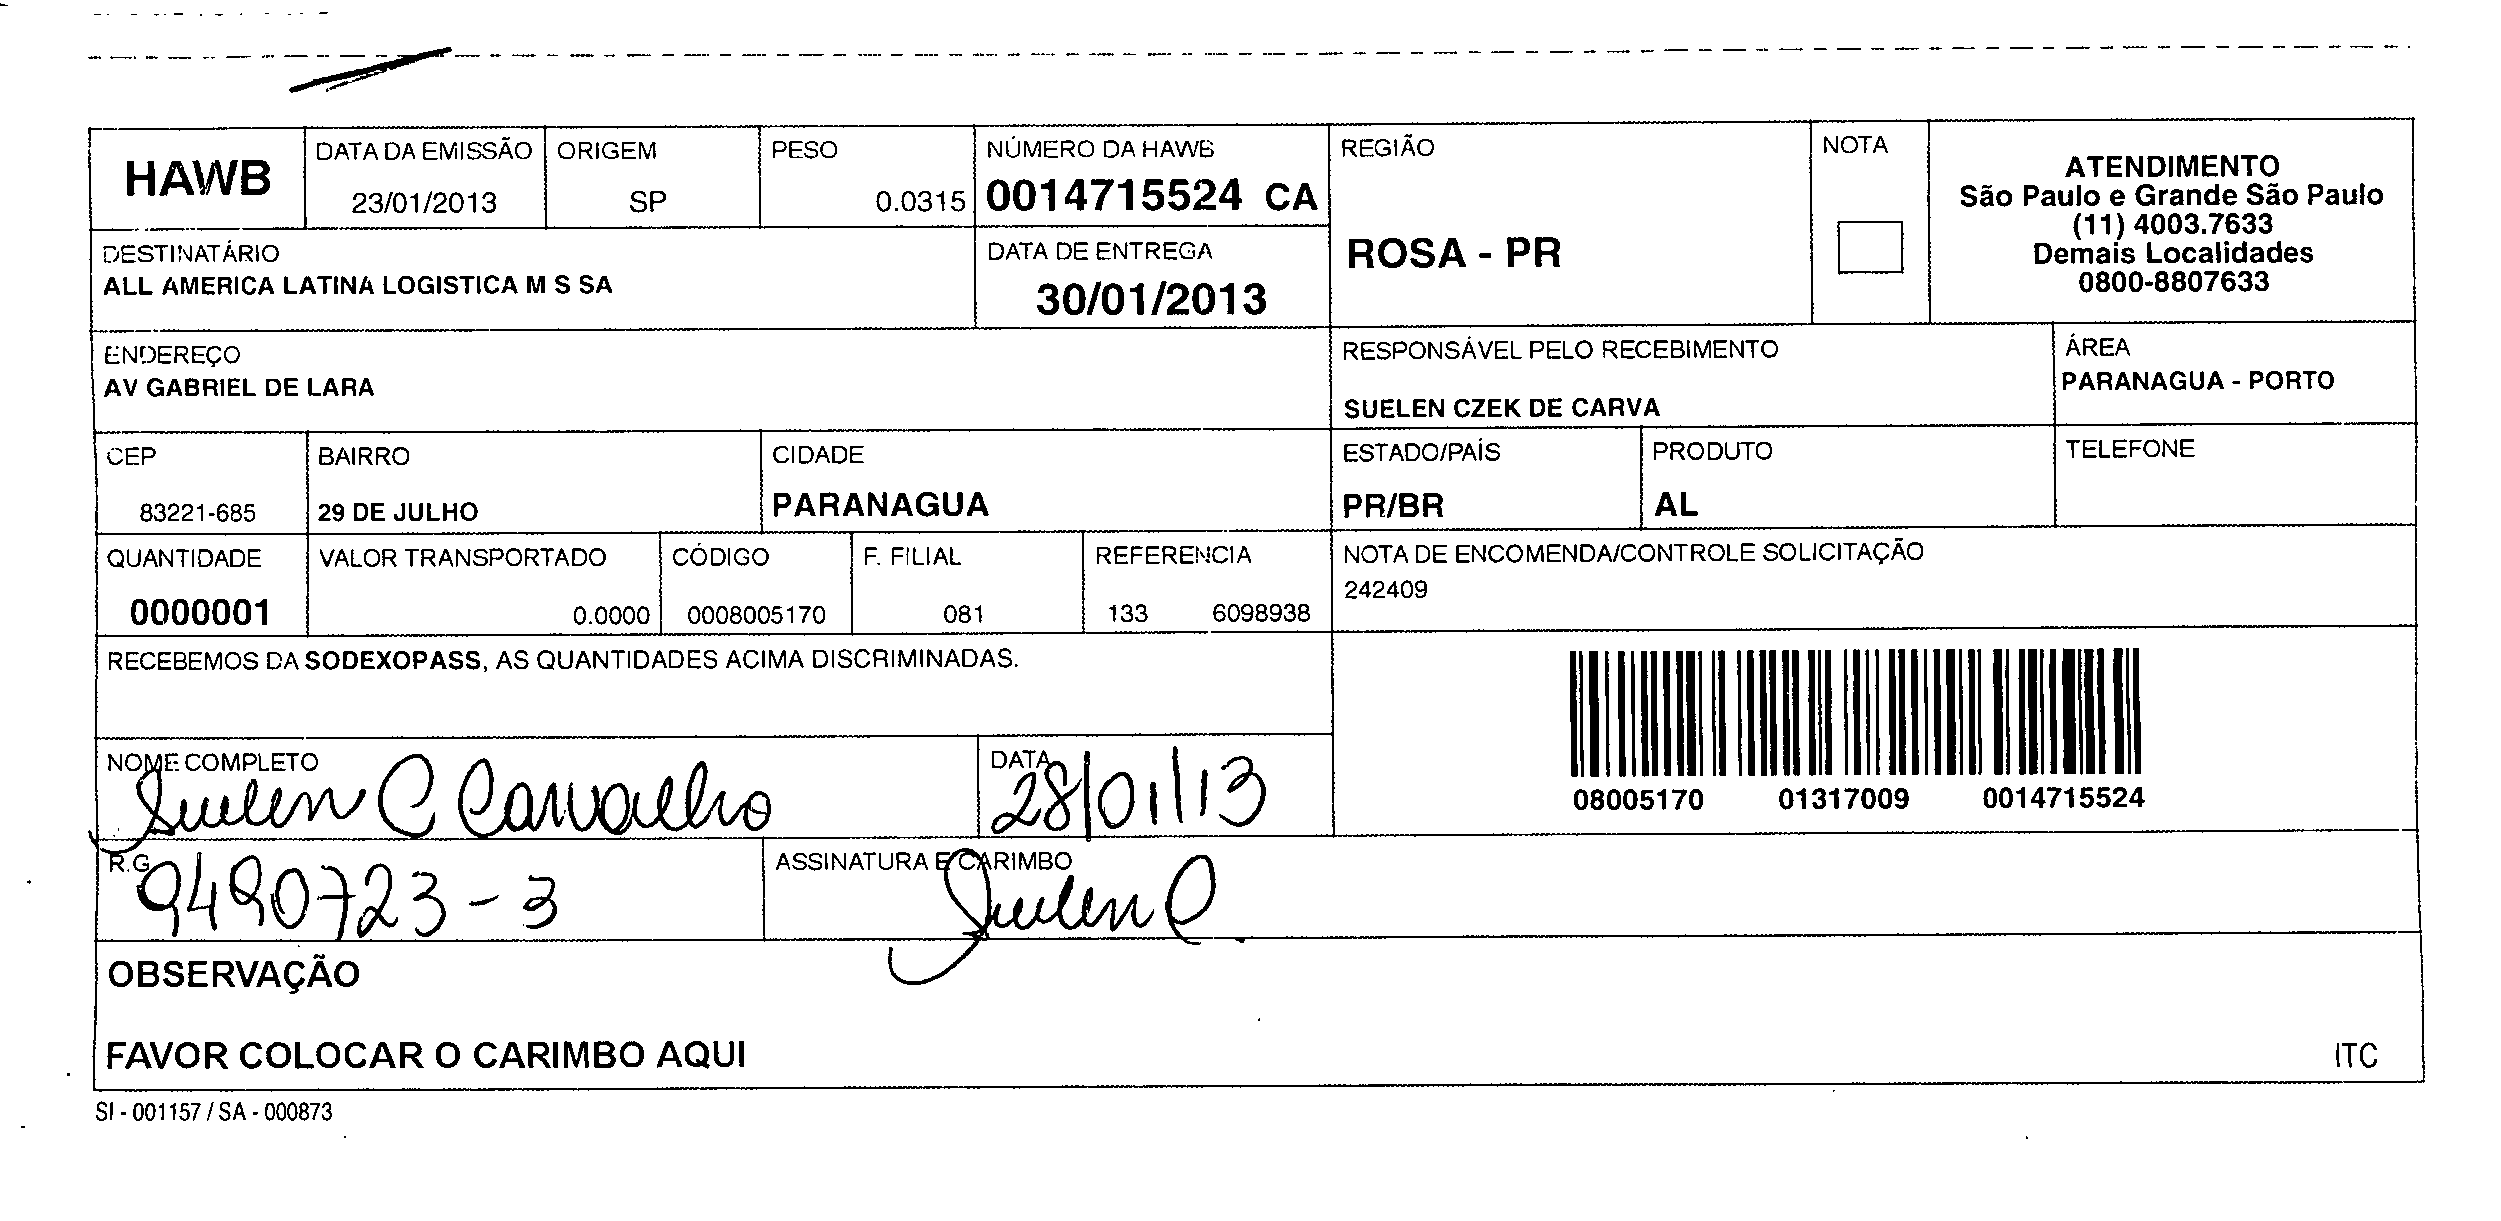 HAWB
DATA DA EMISSÃO
23/01/2013
ORIGEM
SP
PESO
0.0315
NÚMERO DA HAWB
0014715524 CA
REGIÃO
ROSA - PR
NOTA
ATENDIMENTO
São Paulo e Grande São Paulo
(11) 4003.7633
Demais Localidades
0800-8807633
DESTINATÁRIO
ALL AMERICA LATINA LOGISTICA M S SA
DATA DE ENTREGA
30/01/2013
ENDEREÇO
AV GABRIEL DE LARA
RESPONSÁVEL PELO RECEBIMENTO
SUELEN CZEK DE CARVA
ÁREA
PARANAGUA - PORTO
CEP
83221-685
BAIRRO
29 DE JULHO
CIDADE
PARANAGUA
ESTADO/PAÍS
PR/BR
PRODUTO
AL
TELEFONE
QUANTIDADE
0000001
VALOR TRANSPORTADO
0.0000
CÓDIGO
0008005170
F. FILIAL
081
REFERENCIA
133 6098938
NOTA DE ENCOMENDA/CONTROLE SOLICITAÇÃO
242409
RECEBEMOS DA SODEXOPASS, AS QUANTIDADES ACIMA DISCRIMINADAS.
08005170 01317009 0014715524
NOME COMPLETO
Suelen C Carvalho
DATA
28/01/13
R.G.
9490723-3
ASSINATURA E CARIMBO
Suelen C.
OBSERVAÇÃO
FAVOR COLOCAR O CARIMBO AQUI
ITC
SI - 001157 / SA - 000873